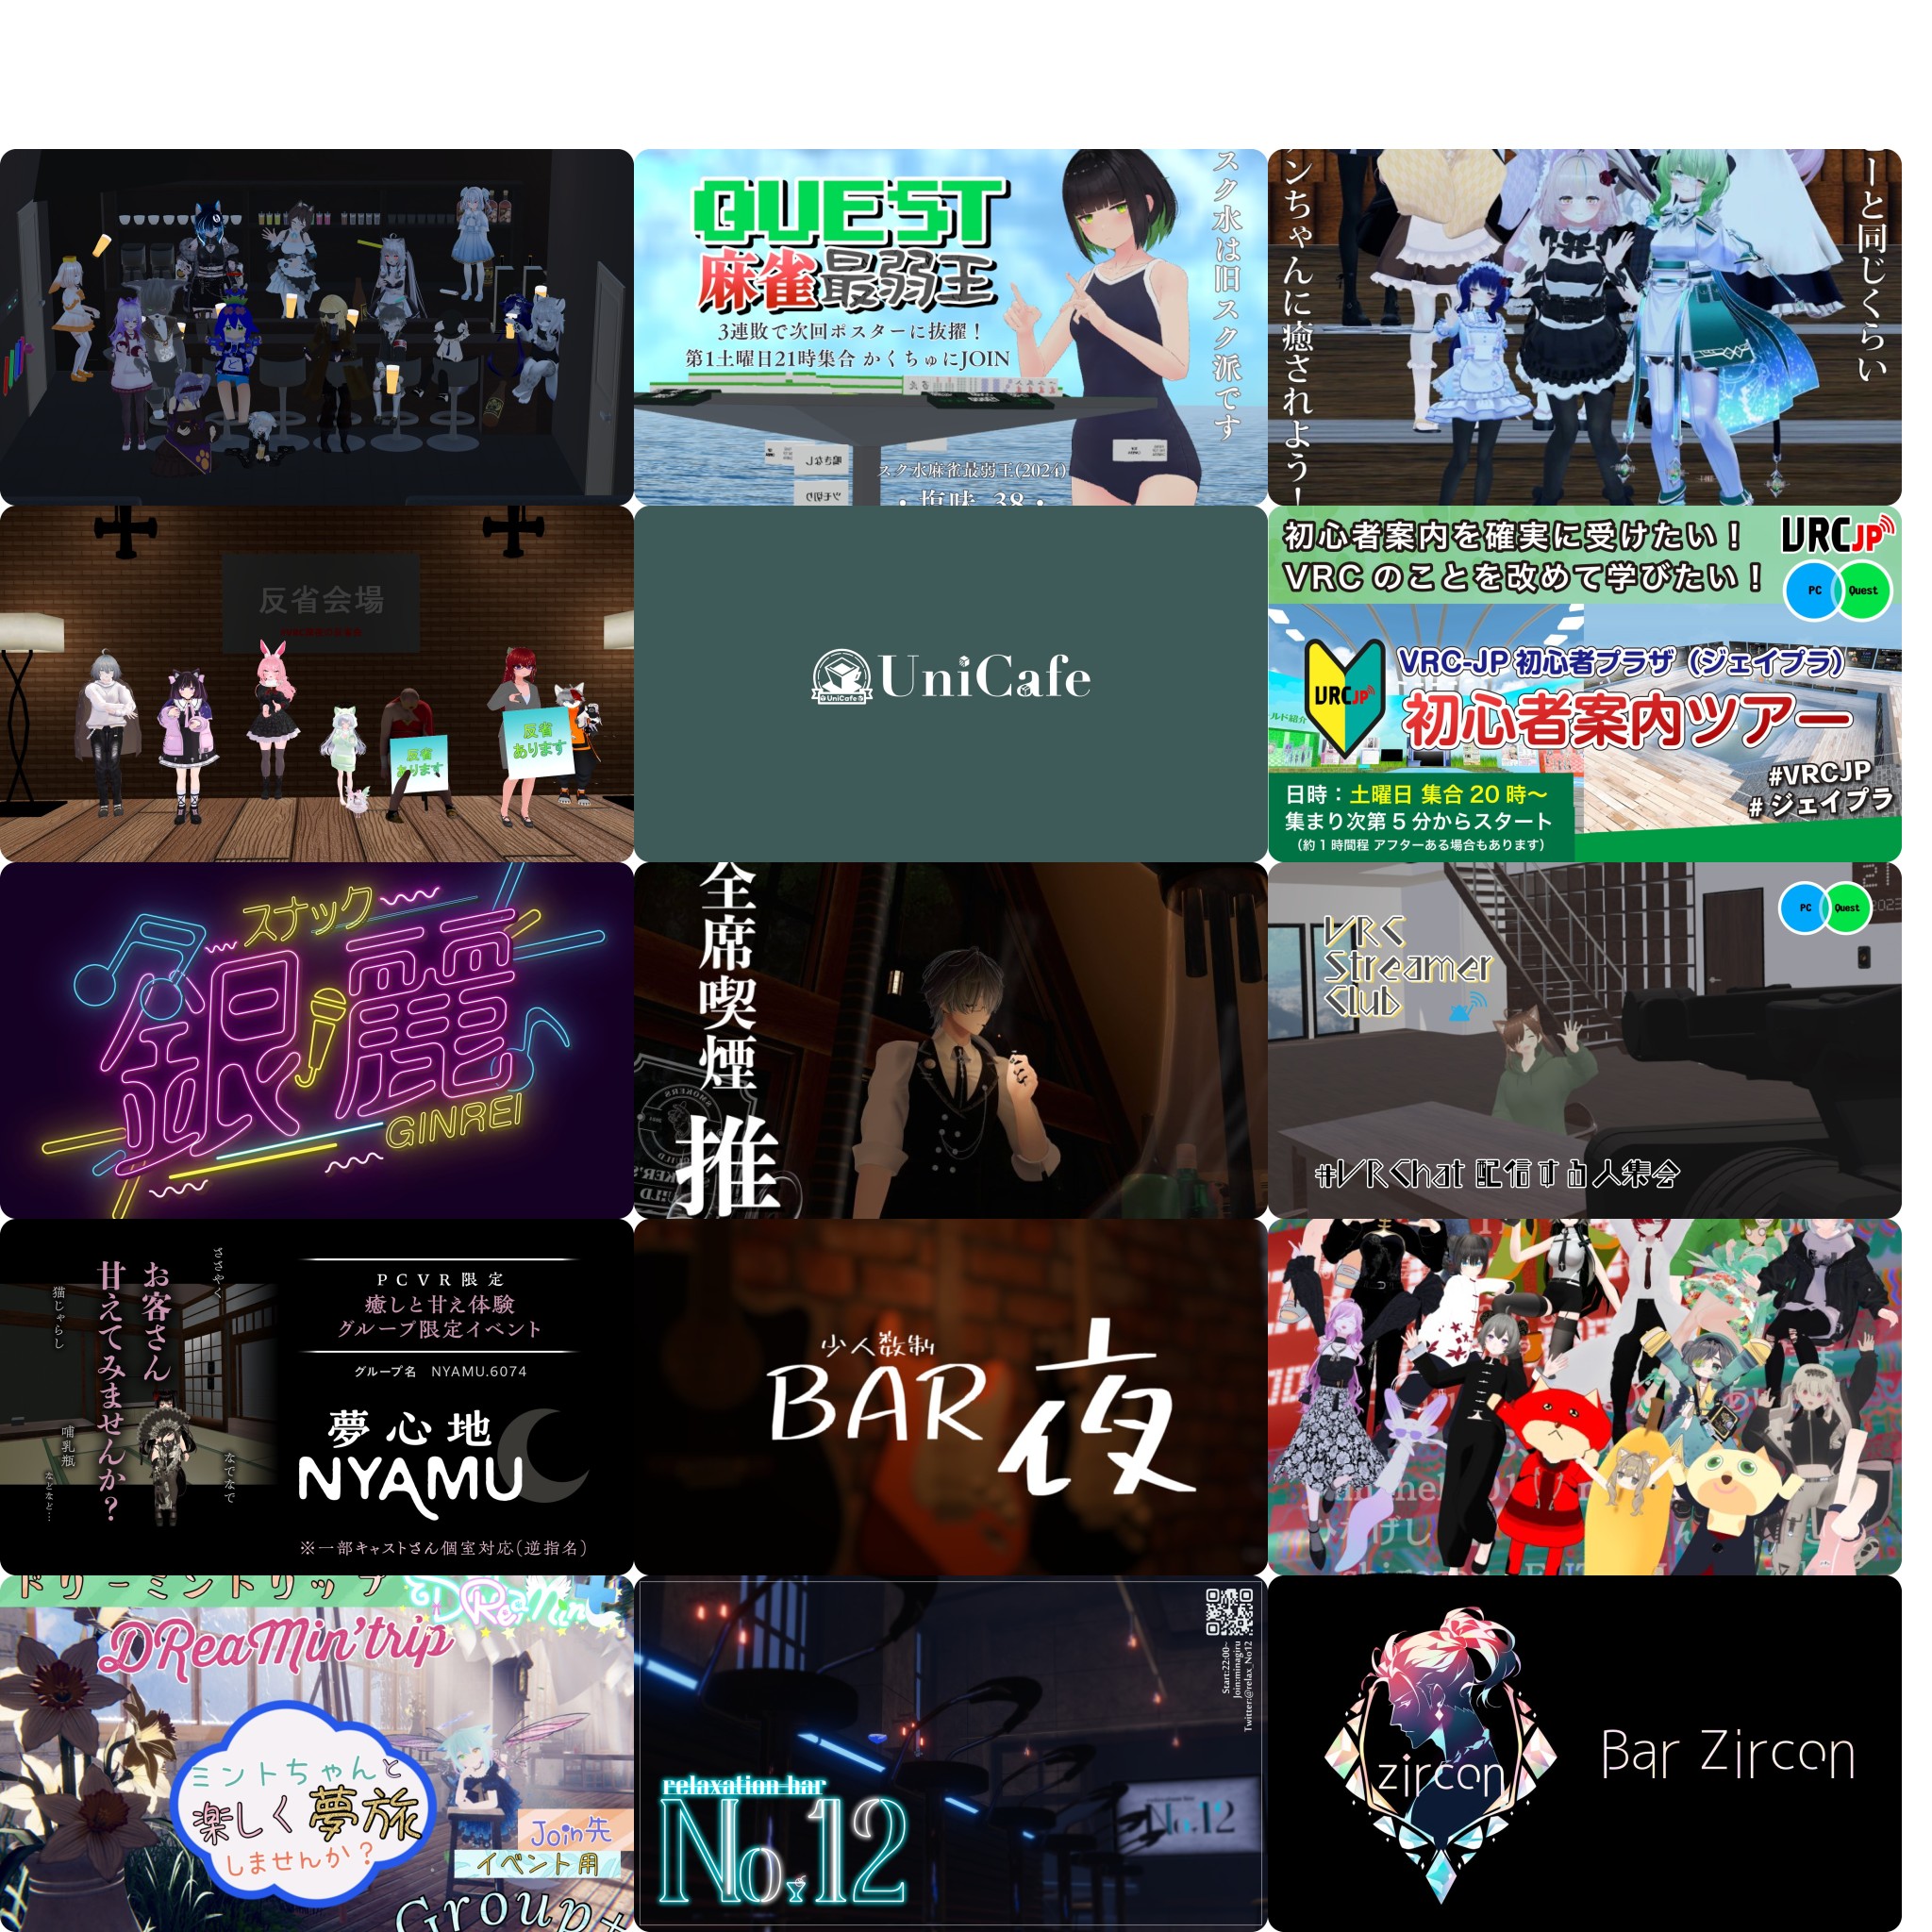 QUEST
麻雀最弱王
3連敗で次回ポスターに抜擢！
第1土曜日21時集合 かくちゅにJOIN
スク水は旧スク派です
スク水麻雀最弱王(2024)
・塩味 38・
ンちゃんに癒されよう！
ーと同じくらい
反省会場
反省
あります
反省
あります
UniCafe
UniCafe
初心者案内を確実に受けたい！
VRC のことを改めて学びたい！
VRCJP
PC
Quest
VRC-JP 初心者プラザ（ジェイプラ）
初心者案内ツアー
VRCJP
#VRCJP
#ジェイプラ
日時：土曜日 集合 20 時～
集まり次第 5 分からスタート
（約 1 時間程 アフターある場合もあります）
スナック
銀麗
GINREI
全席喫煙
推
VRC
Streamer
Club
PC
Quest
#VRChat 配信する人集会
お客さん
甘えてみませんか？
ささやく
猫じゃらし
哺乳瓶
なでなで
などなど…
PCVR限定
癒しと甘え体験
グループ限定イベント
グループ名 NYAMU.6074
夢心地
NYAMU
※一部キャストさん個室対応(逆指名)
少人数制
BAR 夜
ドリーミントリップ
DReaMin'trip
ミントちゃんと
楽しく夢旅
しませんか？
Join先
イベント用
Group+
Start:22:00~
Join:minagiru
Twitter:@relax_No12
relaxation bar
No.12
No.12
zircon
Bar Zircon